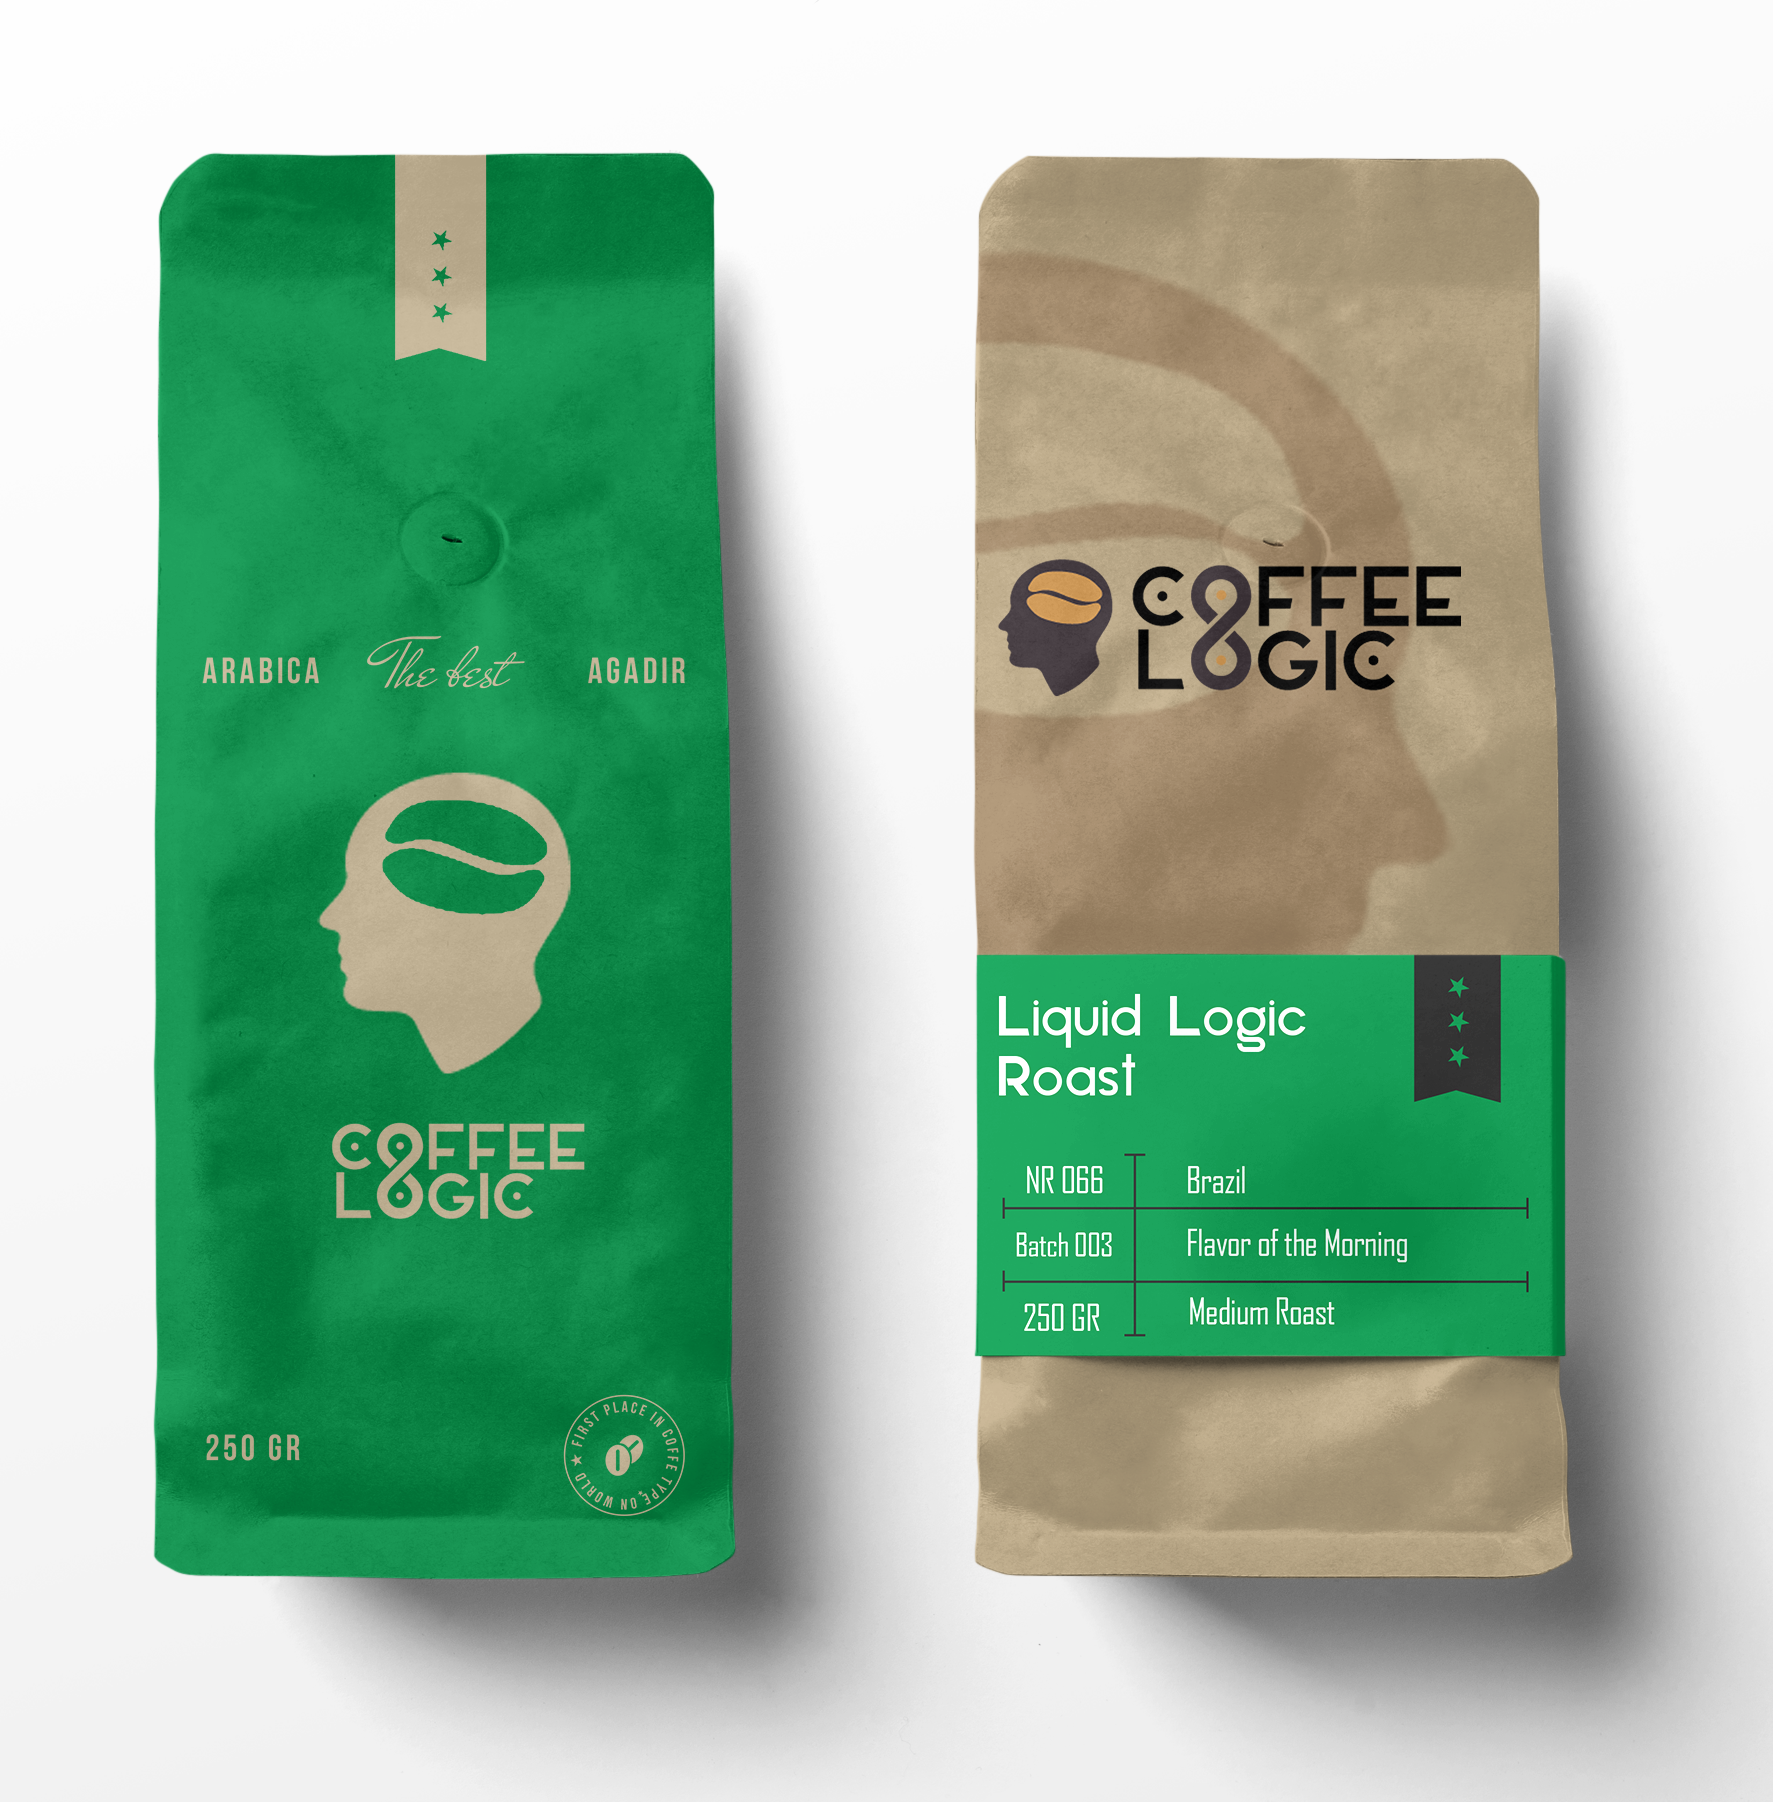 ARABICA The best AGADIR
COFFEE
LOGIC
250 GR
★ FIRST PLACE IN COFFE TYPE ON WORLD
COFFEE
LOGIC
Liquid Logic
Roast
NR 066 Brazil
Batch 003 Flavor of the Morning
250 GR Medium Roast